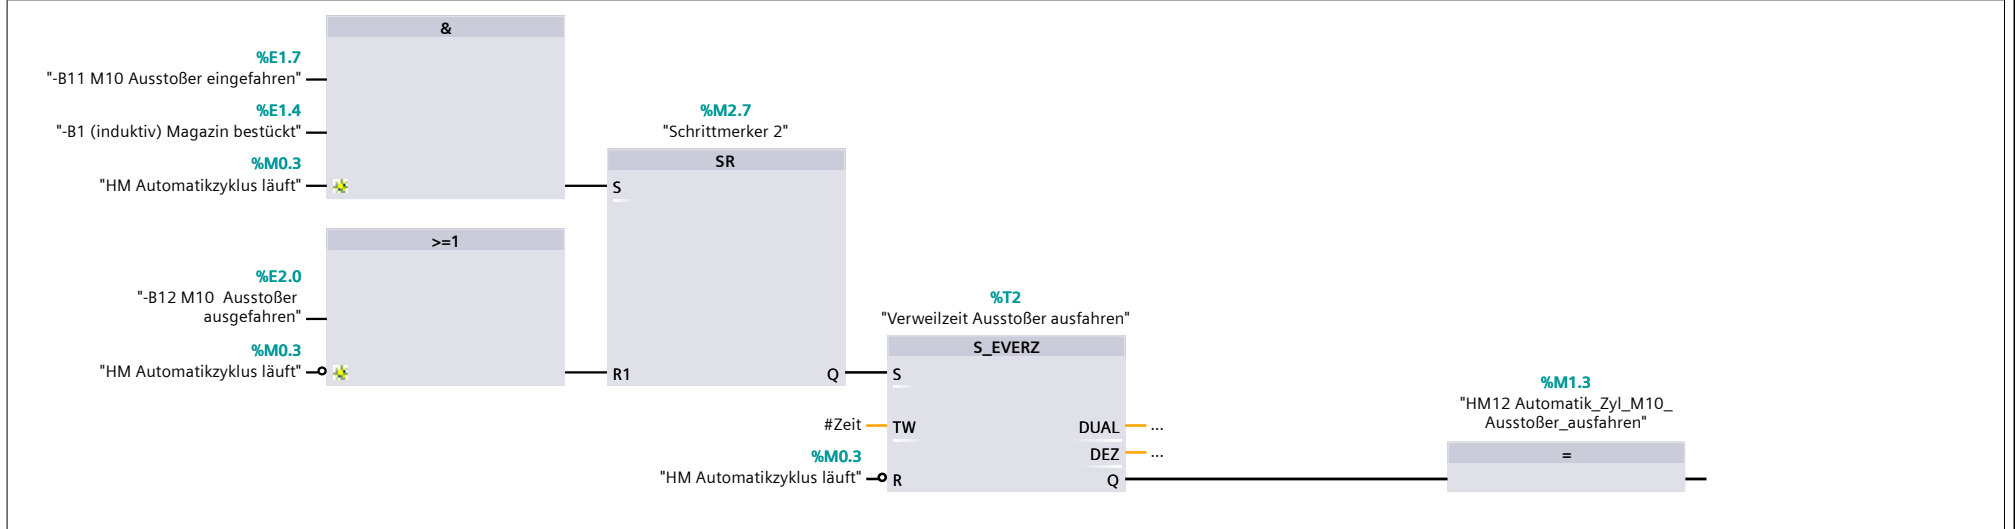 &
%E1.7
"-B11 M10 Ausstoßer eingefahren"
%E1.4
"-B1 (induktiv) Magazin bestückt"
%M0.3
"HM Automatikzyklus läuft"
%M2.7
"Schrittmerker 2"
SR
S
>=1
%E2.0
"-B12 M10 Ausstoßer
ausgefahren"
%M0.3
"HM Automatikzyklus läuft"
R1 Q
%T2
"Verweilzeit Ausstoßer ausfahren"
S_EVERZ
S
#Zeit TW DUAL ...
DEZ ...
%M0.3
"HM Automatikzyklus läuft" R Q
%M1.3
"HM12 Automatik_Zyl_M10_
Ausstoßer_ausfahren"
=